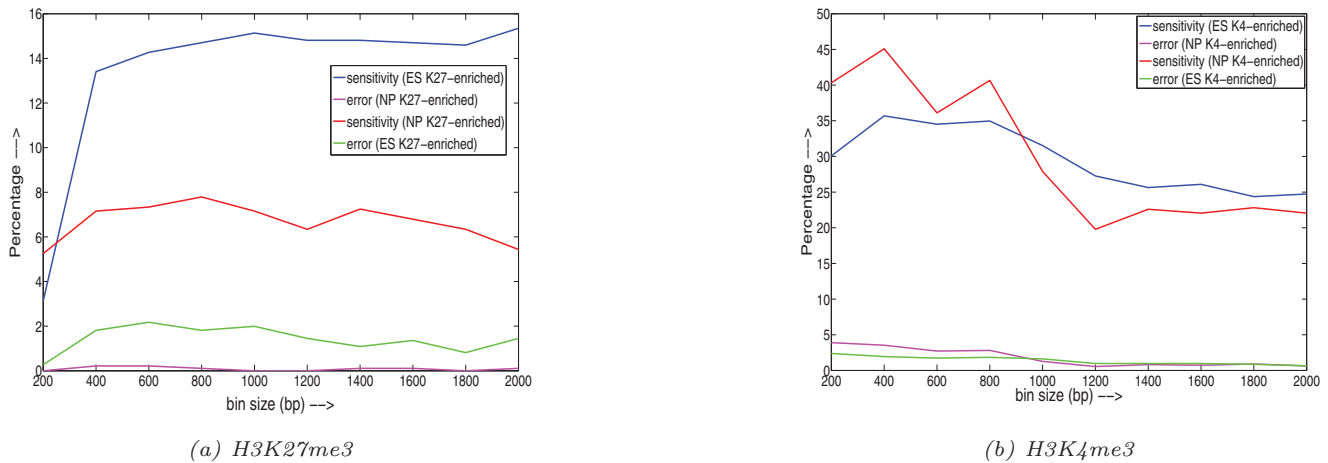 16
14
12
10
8
6
4
2
0
Percentage −−>
200 400 600 800 1000 1200 1400 1600 1800 2000
bin size (bp) −−>
sensitivity (ES K27−enriched)
error (NP K27−enriched)
sensitivity (NP K27−enriched)
error (ES K27−enriched)
(a) H3K27me3
50
45
40
35
30
25
20
15
10
5
0
Percentage −−>
200 400 600 800 1000 1200 1400 1600 1800 2000
bin size (bp) −−>
sensitivity (ES K4−enriched)
error (NP K4−enriched)
sensitivity (NP K4−enriched)
error (ES K4−enriched)
(b) H3K4me3